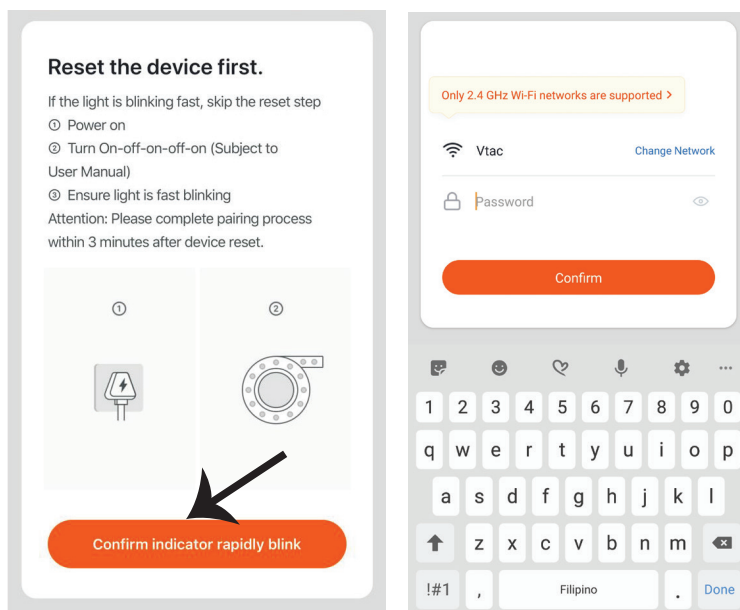 Reset the device first.
If the light is blinking fast, skip the reset step
① Power on
② Turn On-off-on-off-on (Subject to
User Manual)
③ Ensure light is fast blinking
Attention: Please complete pairing process
within 3 minutes after device reset.
①
②
Confirm indicator rapidly blink
Only 2.4 GHz Wi-Fi networks are supported >
Vtac Change Network
Password
Confirm
1 2 3 4 5 6 7 8 9 0
q w e r t y u i o p
a s d f g h j k l
z x c v b n m
!#1 , Filipino . Done